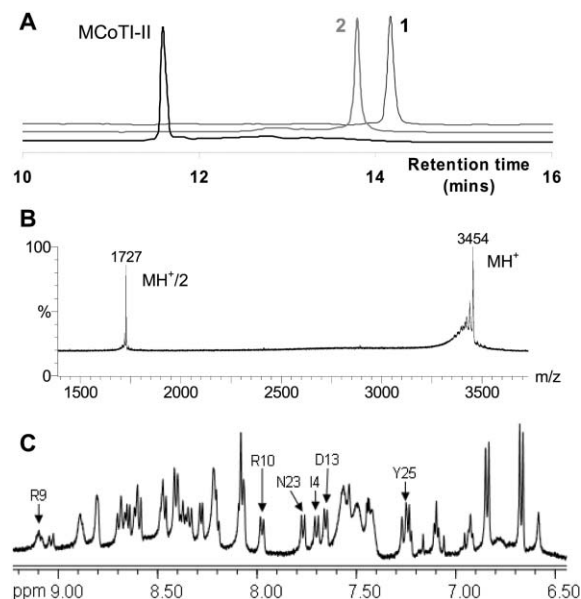 A
MCoTI-II
2 1
10 12 14 16
Retention time
(mins)
B
100
%
0
1727
MH+/2
3454
MH+
1500 2000 2500 3000 3500 m/z
C
R9
R10
N23
I4
D13
Y25
ppm 9.00 8.50 8.00 7.50 7.00 6.50